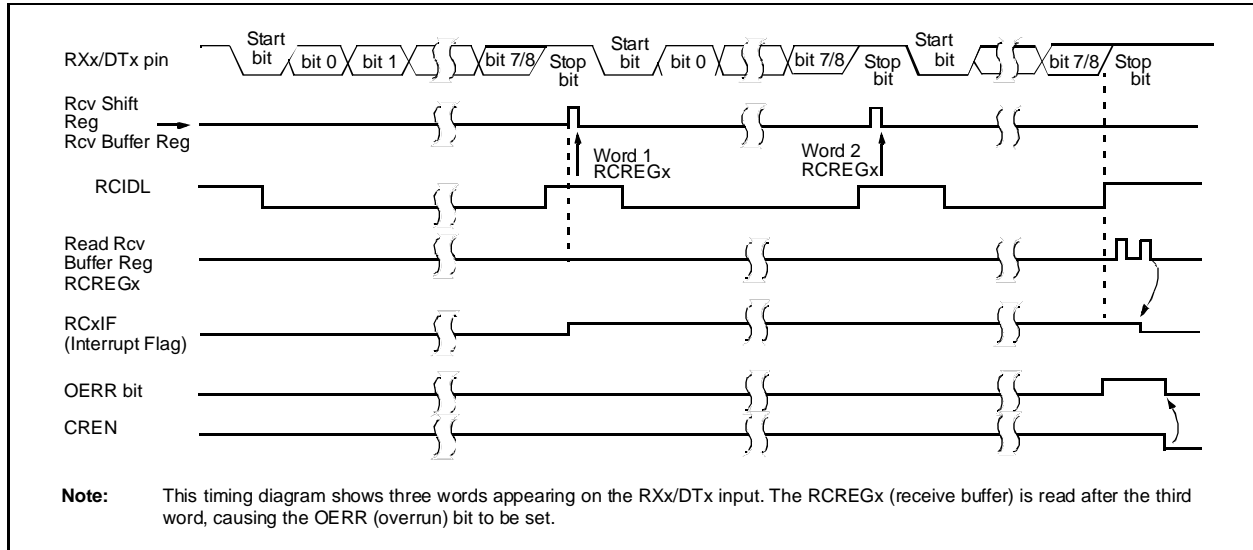 RXx/DTx pin
Start
bit
bit 0
bit 1
bit 7/8
Stop
bit
Start
bit
bit 0
bit 7/8
Stop
bit
Start
bit
bit 7/8
Stop
bit
Rcv Shift
Reg
Rcv Buffer Reg
Word 1
RCREGx
Word 2
RCREGx
RCIDL
Read Rcv
Buffer Reg
RCREGx
RCxIF
(Interrupt Flag)
OERR bit
CREN
Note: This timing diagram shows three words appearing on the RXx/DTx input. The RCREGx (receive buffer) is read after the third
word, causing the OERR (overrun) bit to be set.